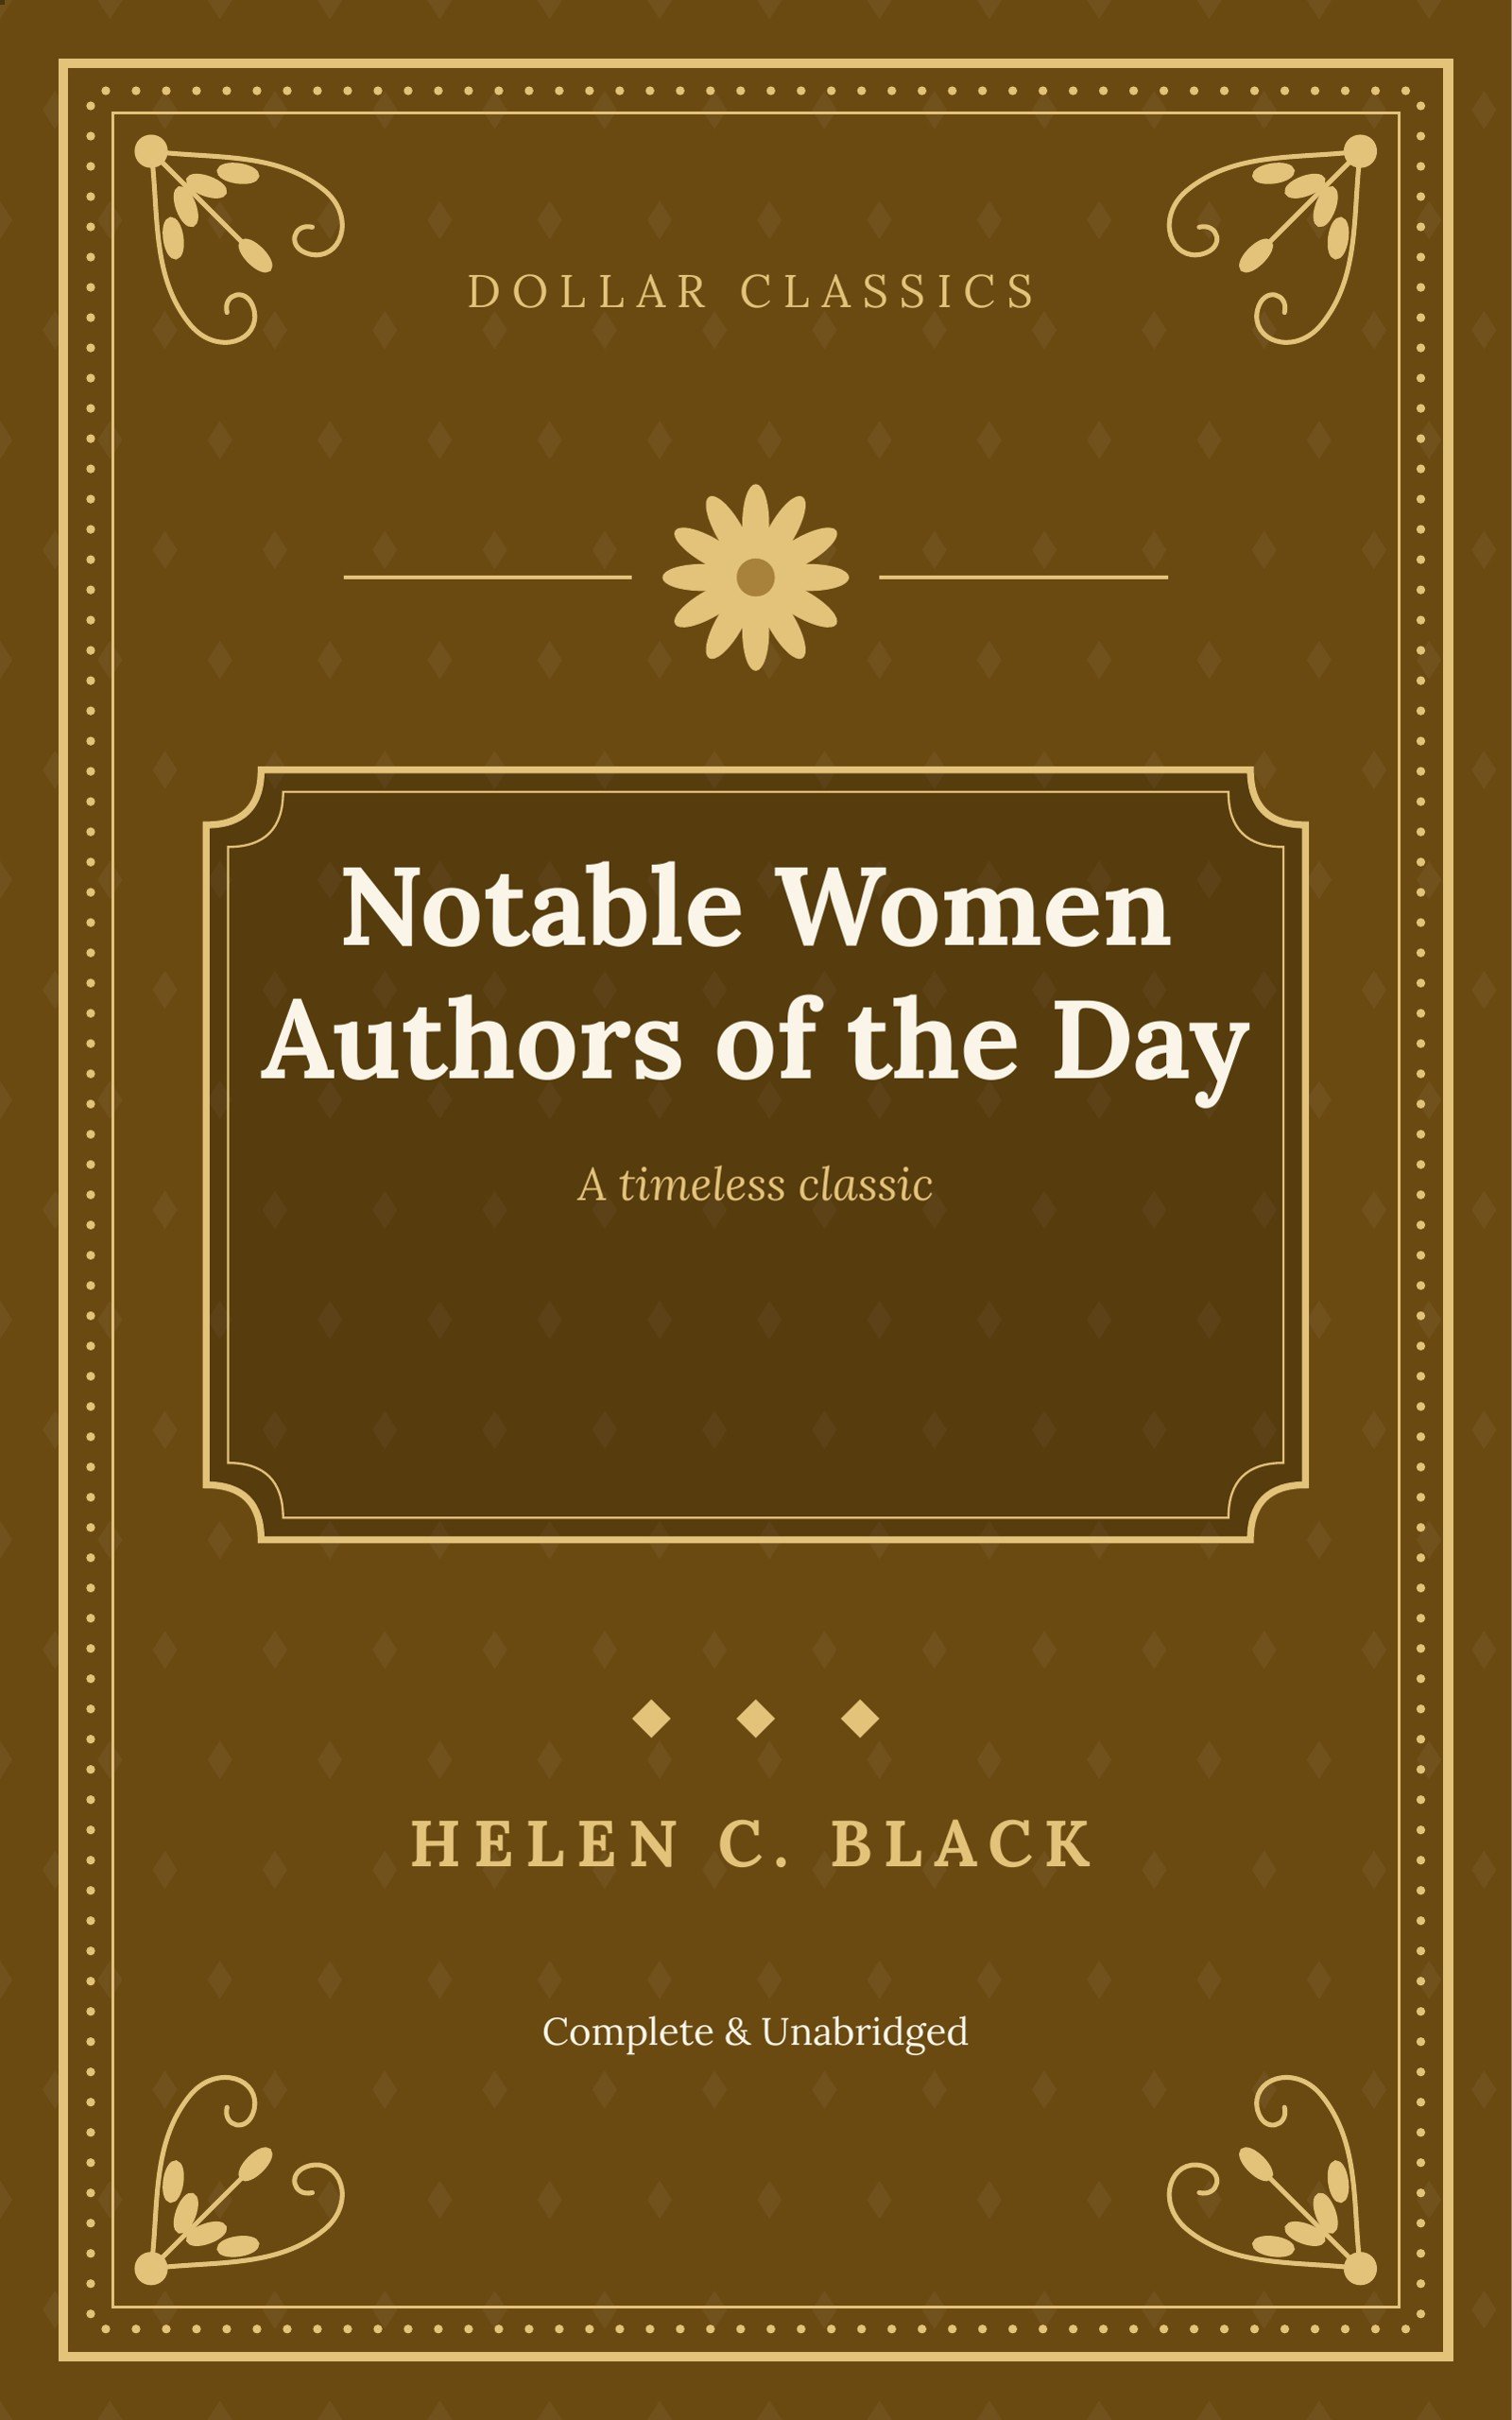 DOLLAR CLASSICS
Notable Women
Authors of the Day
A timeless classic
HELEN C. BLACK
Complete & Unabridged